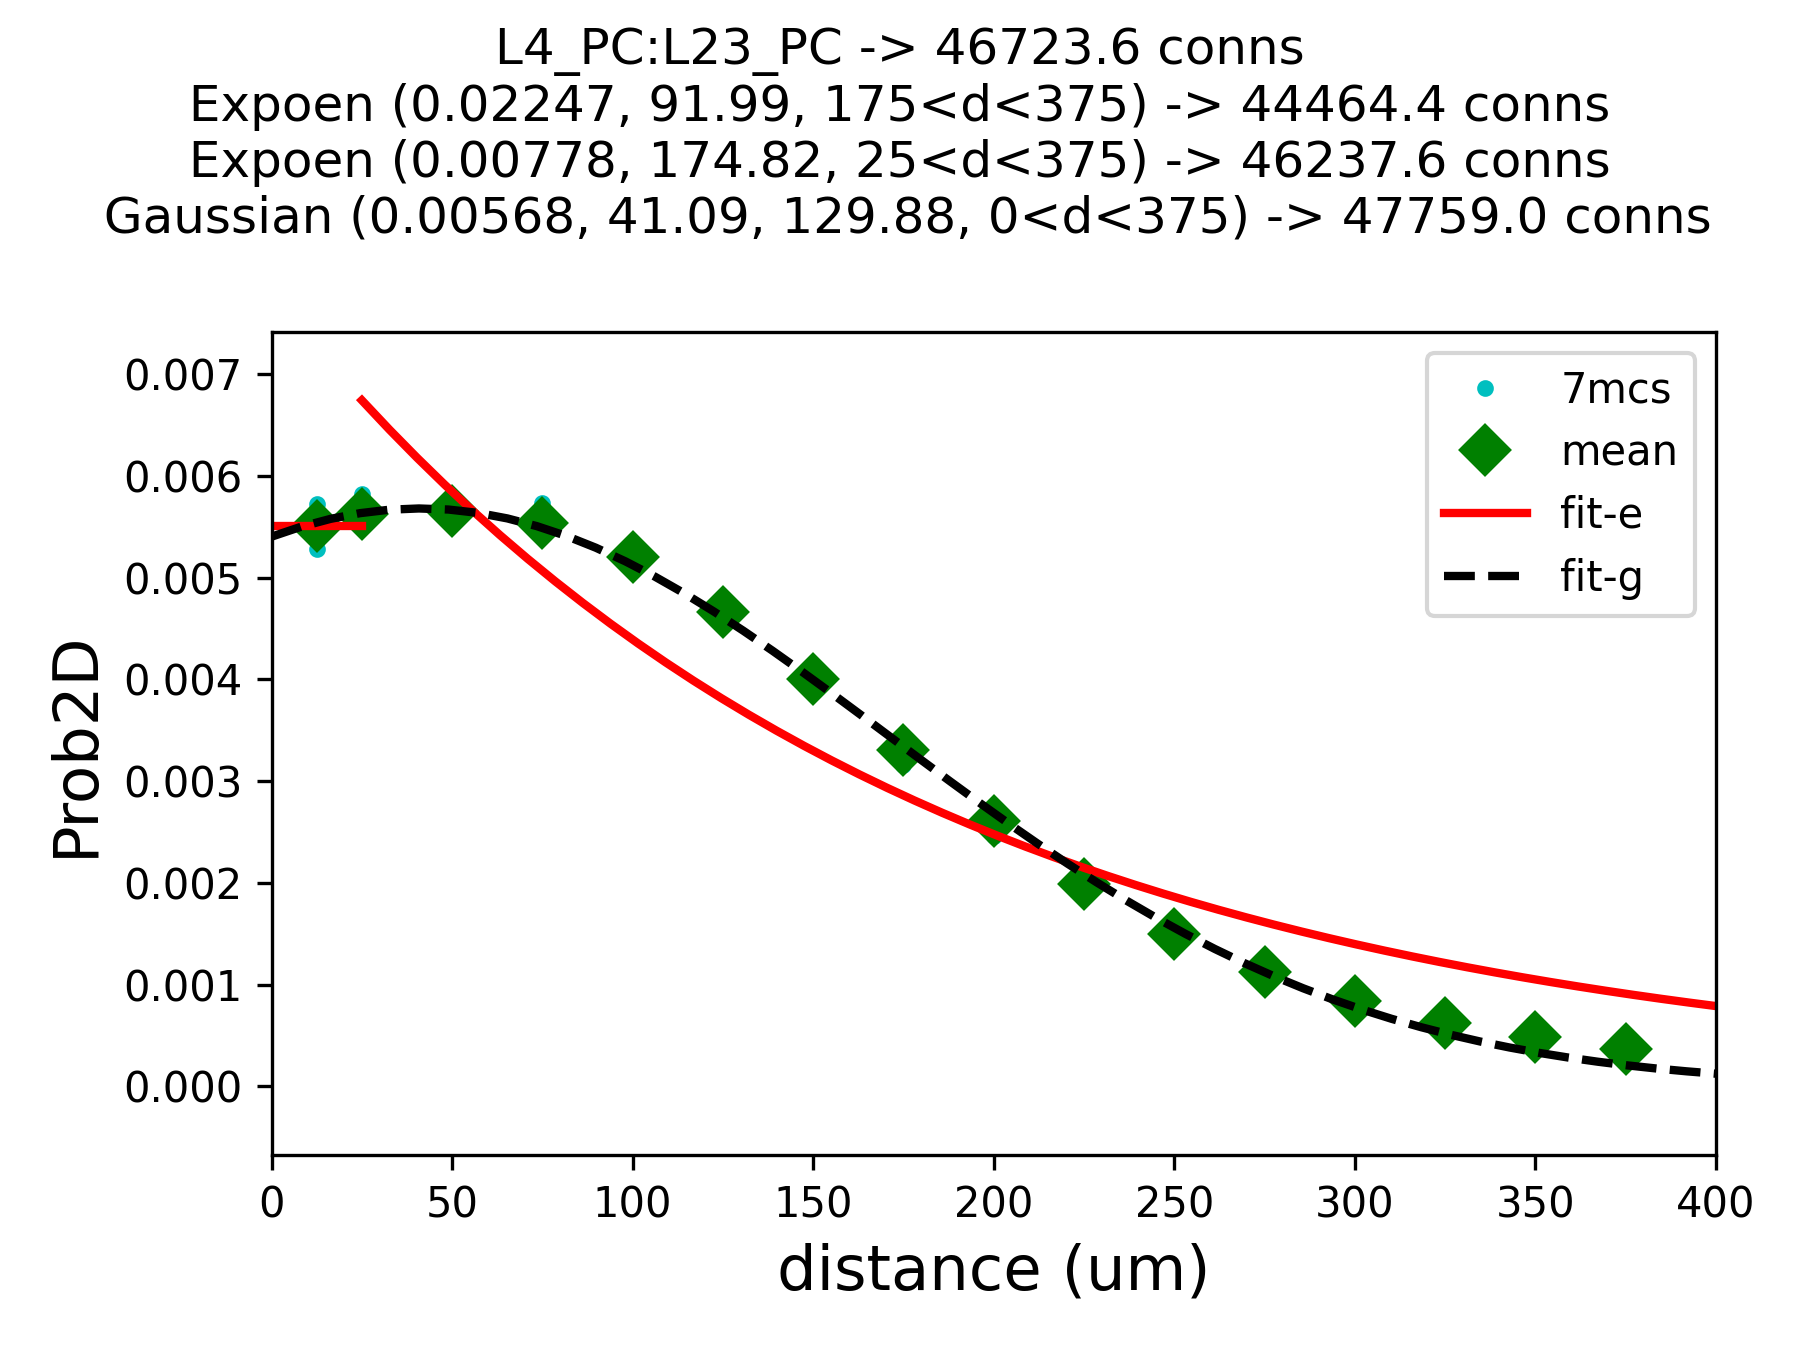 L4_PC:L23_PC -> 46723.6 conns
Expoen (0.02247, 91.99, 175<d<375) -> 44464.4 conns
Expoen (0.00778, 174.82, 25<d<375) -> 46237.6 conns
Gaussian (0.00568, 41.09, 129.88, 0<d<375) -> 47759.0 conns
7mcs
mean
fit-e
fit-g
Prob2D
0.007
0.006
0.005
0.004
0.003
0.002
0.001
0.000
0 50 100 150 200 250 300 350 400
distance (um)